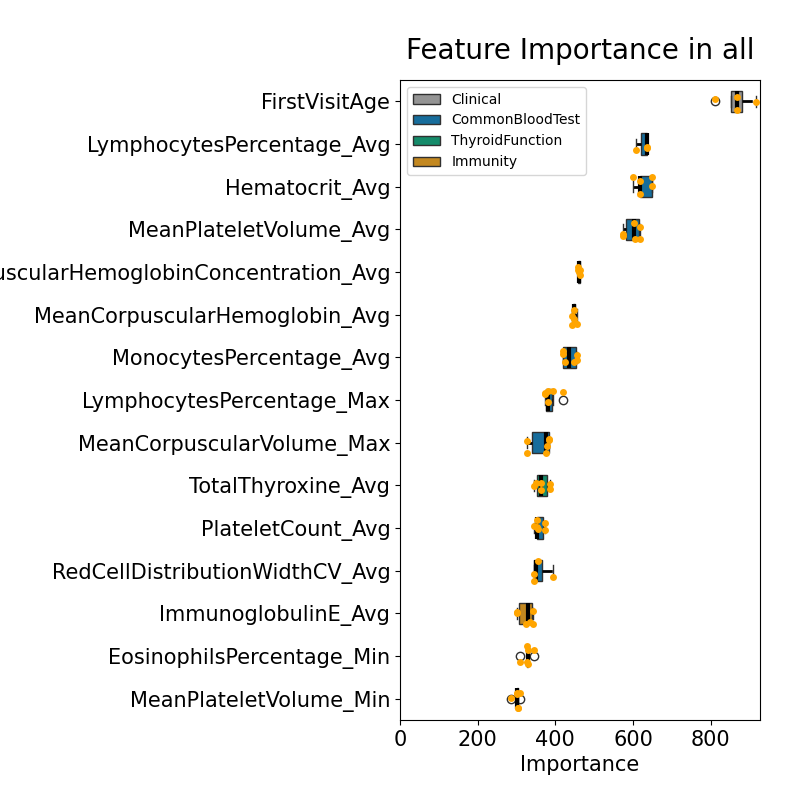 Feature Importance in all
FirstVisitAge
LymphocytesPercentage_Avg
Hematocrit_Avg
MeanPlateletVolume_Avg
uscularHemoglobinConcentration_Avg
MeanCorpuscularHemoglobin_Avg
MonocytesPercentage_Avg
LymphocytesPercentage_Max
MeanCorpuscularVolume_Max
TotalThyroxine_Avg
PlateletCount_Avg
RedCellDistributionWidthCV_Avg
ImmunoglobulinE_Avg
EosinophilsPercentage_Min
MeanPlateletVolume_Min
Clinical
CommonBloodTest
ThyroidFunction
Immunity
0 200 400 600 800
Importance